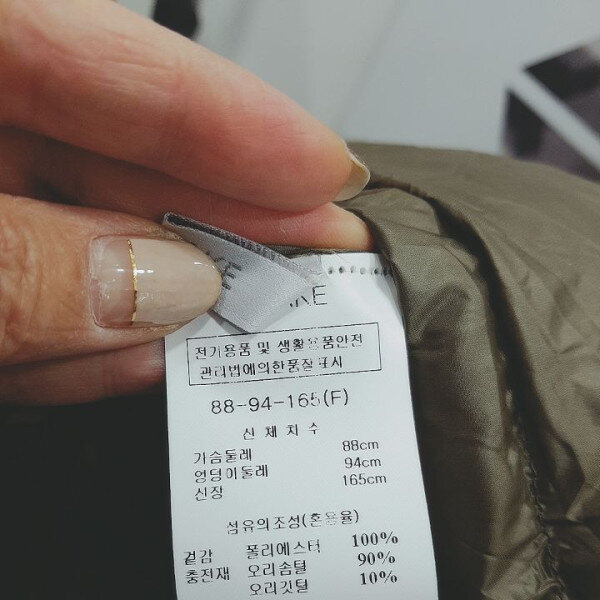 전기용품 및 생활용품안전
관리법에의한품질표시
88-94-165(F)
신체치수
가슴둘레 88cm
엉덩이둘레 94cm
신장 165cm
섬유의조성(혼용율)
겉감 폴리에스터 100%
충전재 오리솜털 90%
오리깃털 10%